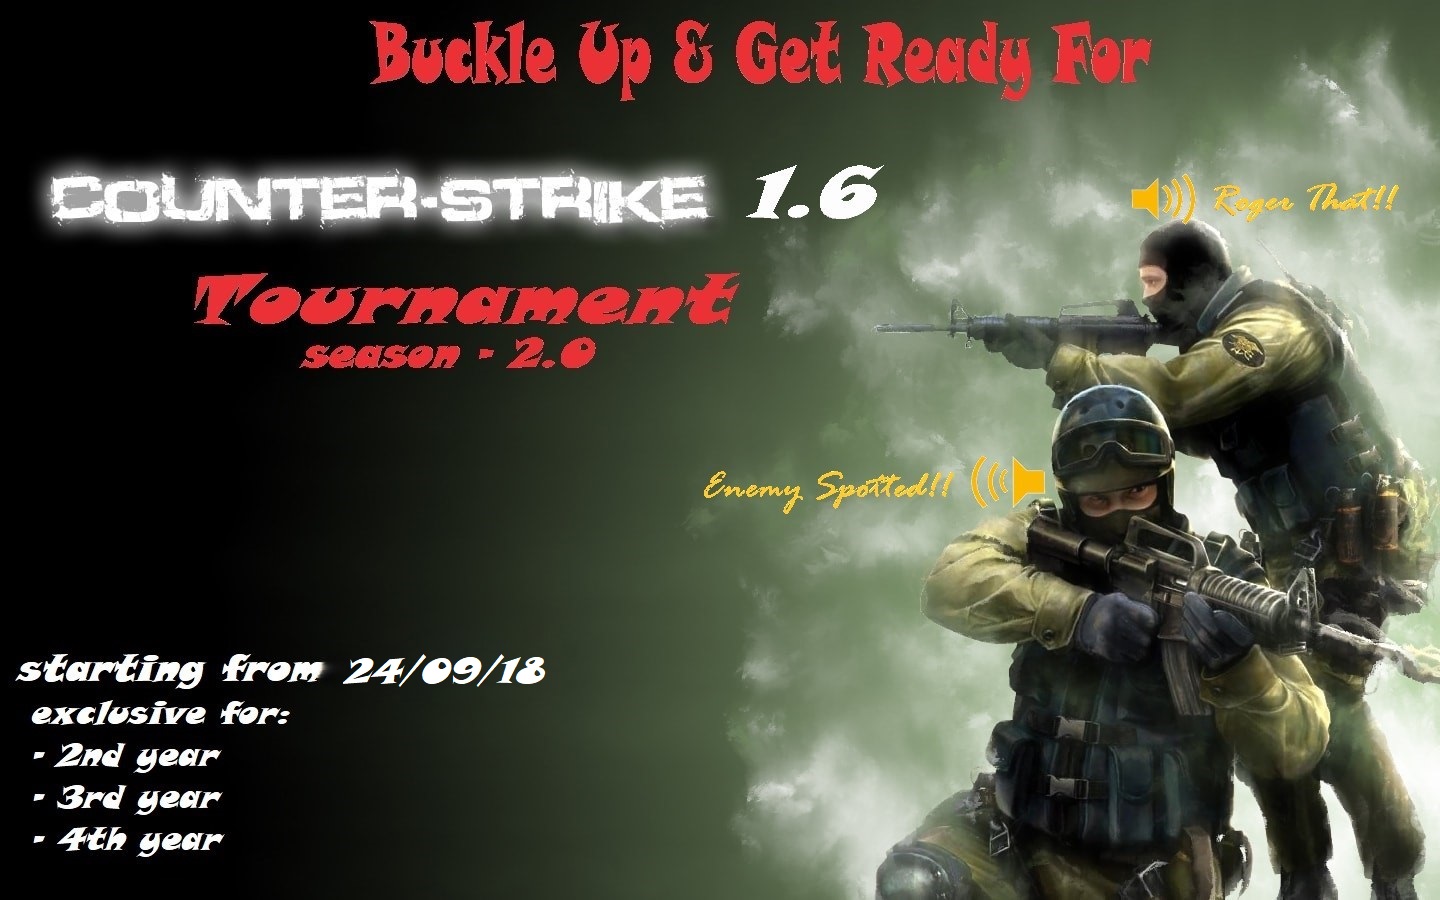 Buckle Up & Get Ready For
COUNTER-STRIKE 1.6
Roger That!!
Tournament
season - 2.0
Enemy Spotted!!
starting from 24/09/18
exclusive for:
- 2nd year
- 3rd year
- 4th year